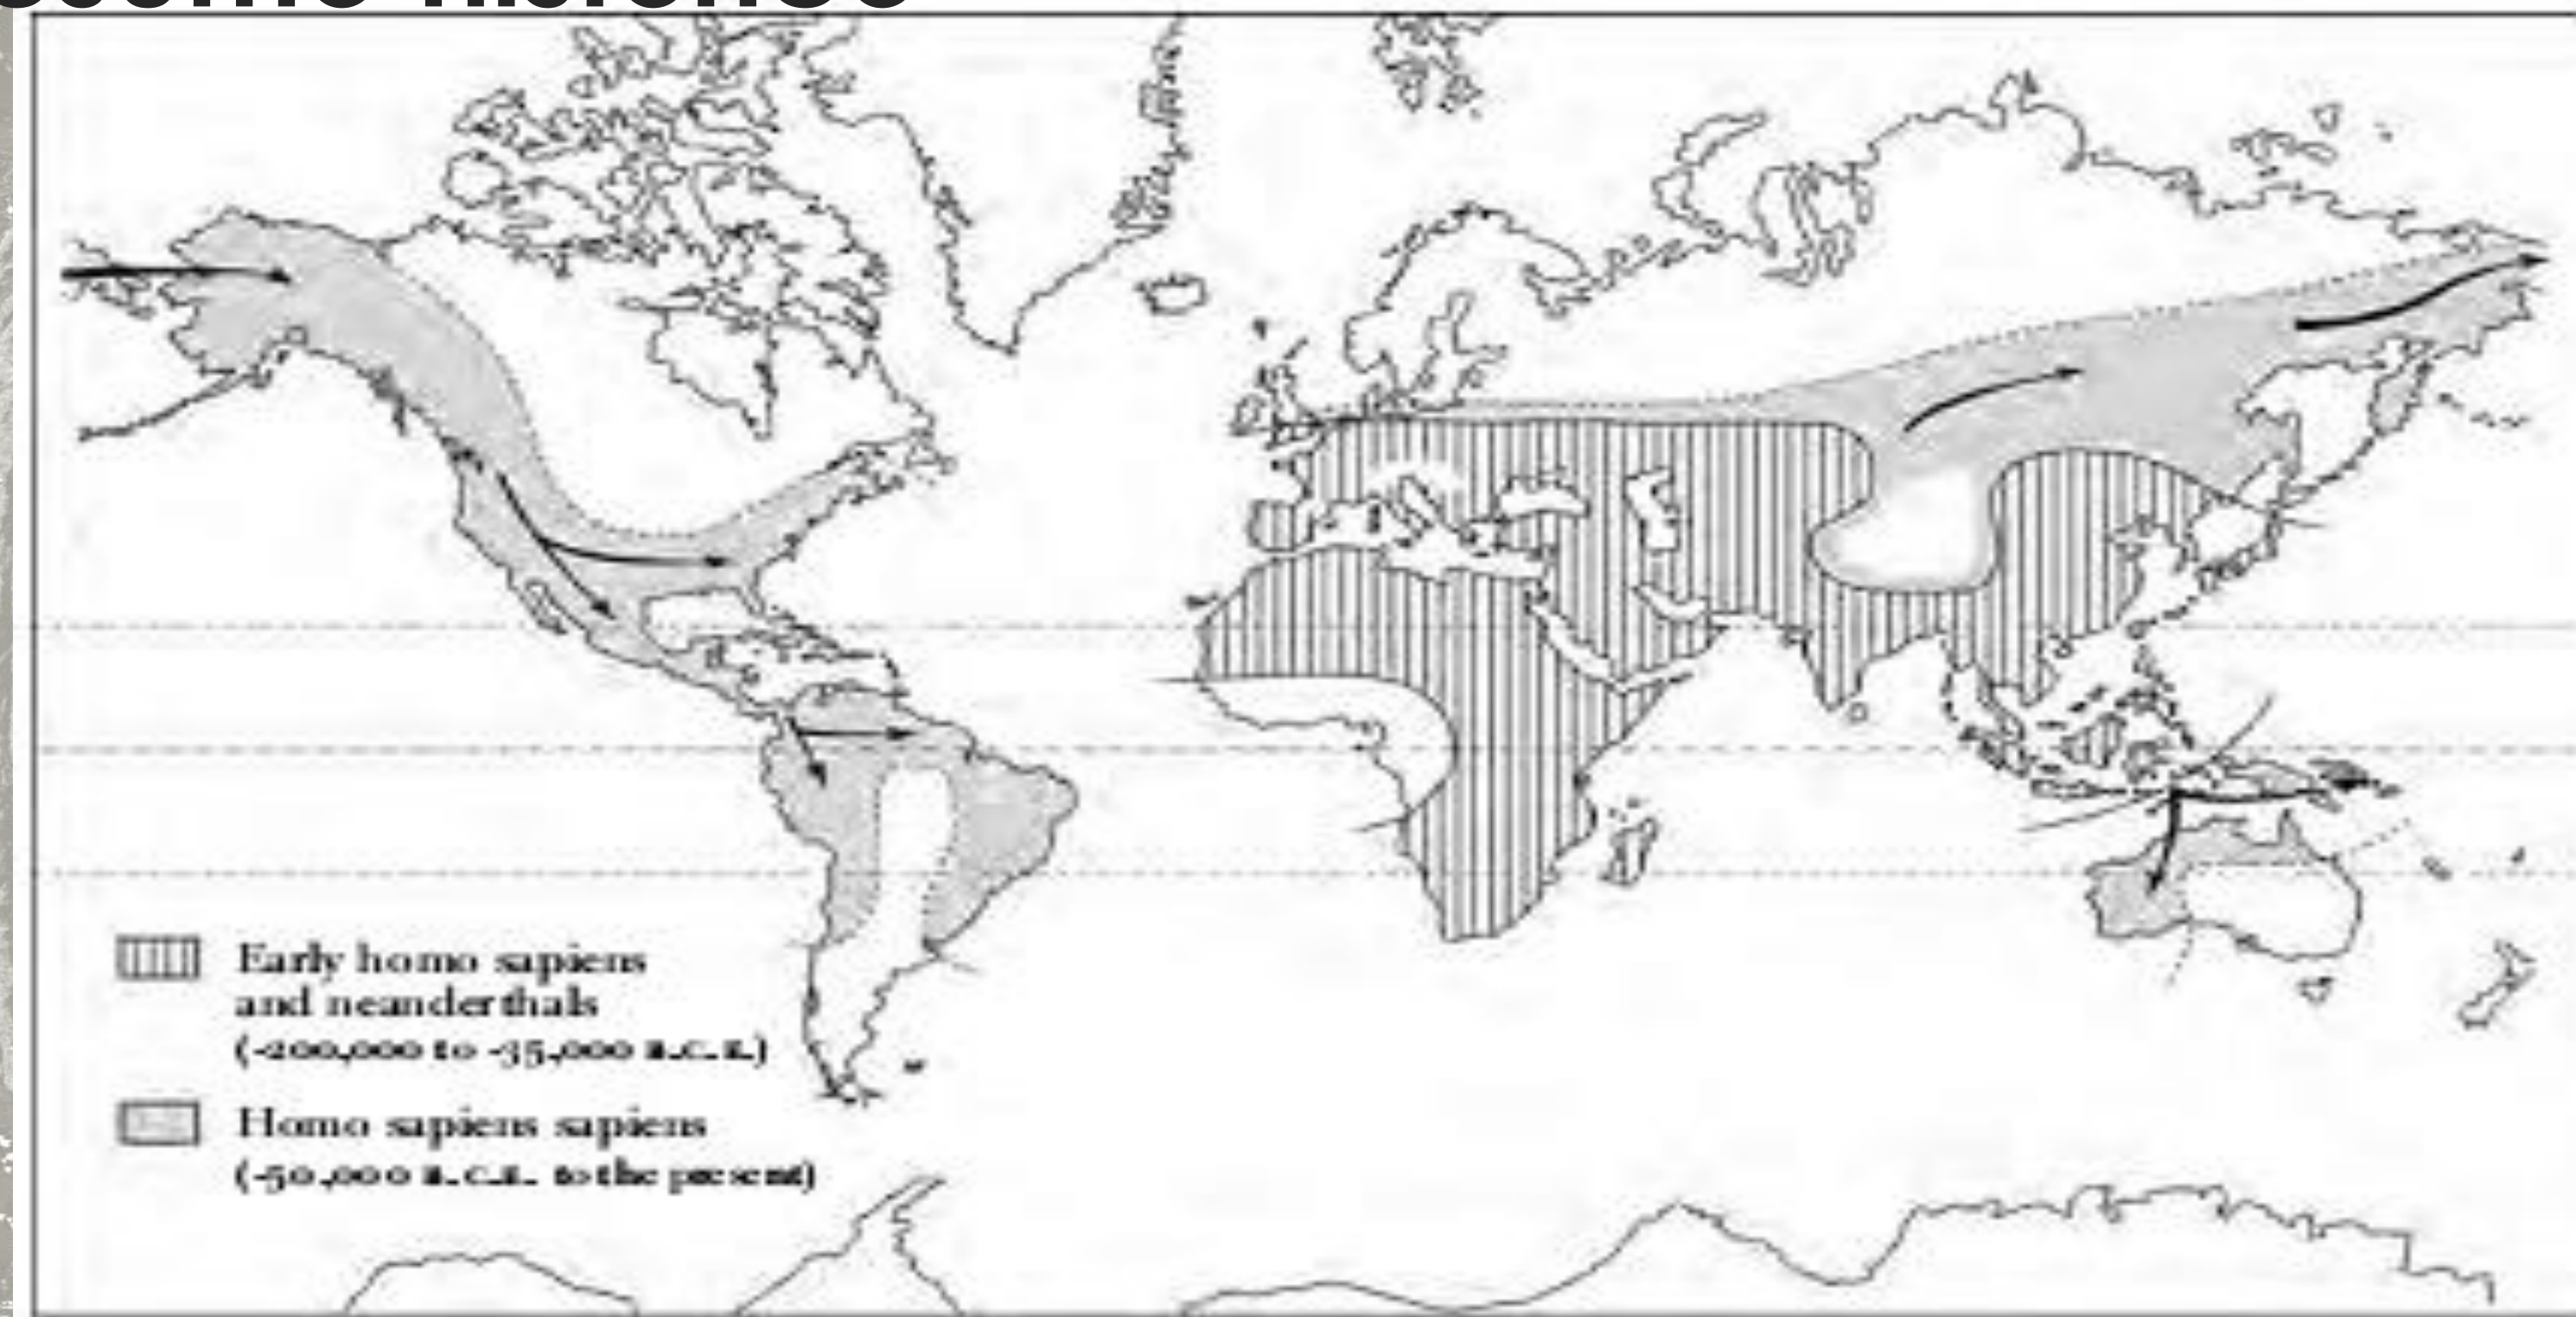 Early homo sapiens
and neanderthals
(-200,000 to -35,000 B.C.E.)
Homo sapiens sapiens
(-50,000 B.C.E. to the present)